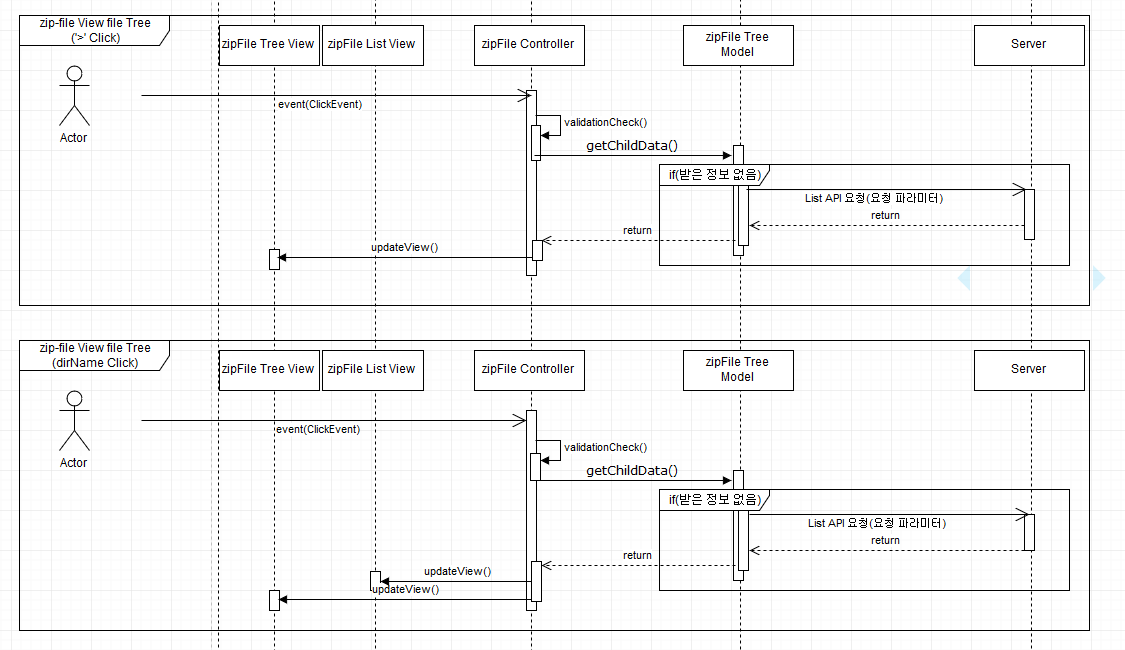 zip-file View file Tree
('>' Click)
zipFile Tree View
zipFile List View
zipFile Controller
zipFile Tree
Model
Server
Actor
event(ClickEvent)
validationCheck()
getChildData()
if(받은 정보 없음)
List API 요청(요청 파라미터)
return
return
updateView()
zip-file View file Tree
(dirName Click)
zipFile Tree View
zipFile List View
zipFile Controller
zipFile Tree
Model
Server
Actor
event(ClickEvent)
validationCheck()
getChildData()
if(받은 정보 없음)
List API 요청(요청 파라미터)
return
return
updateView()
updateView()